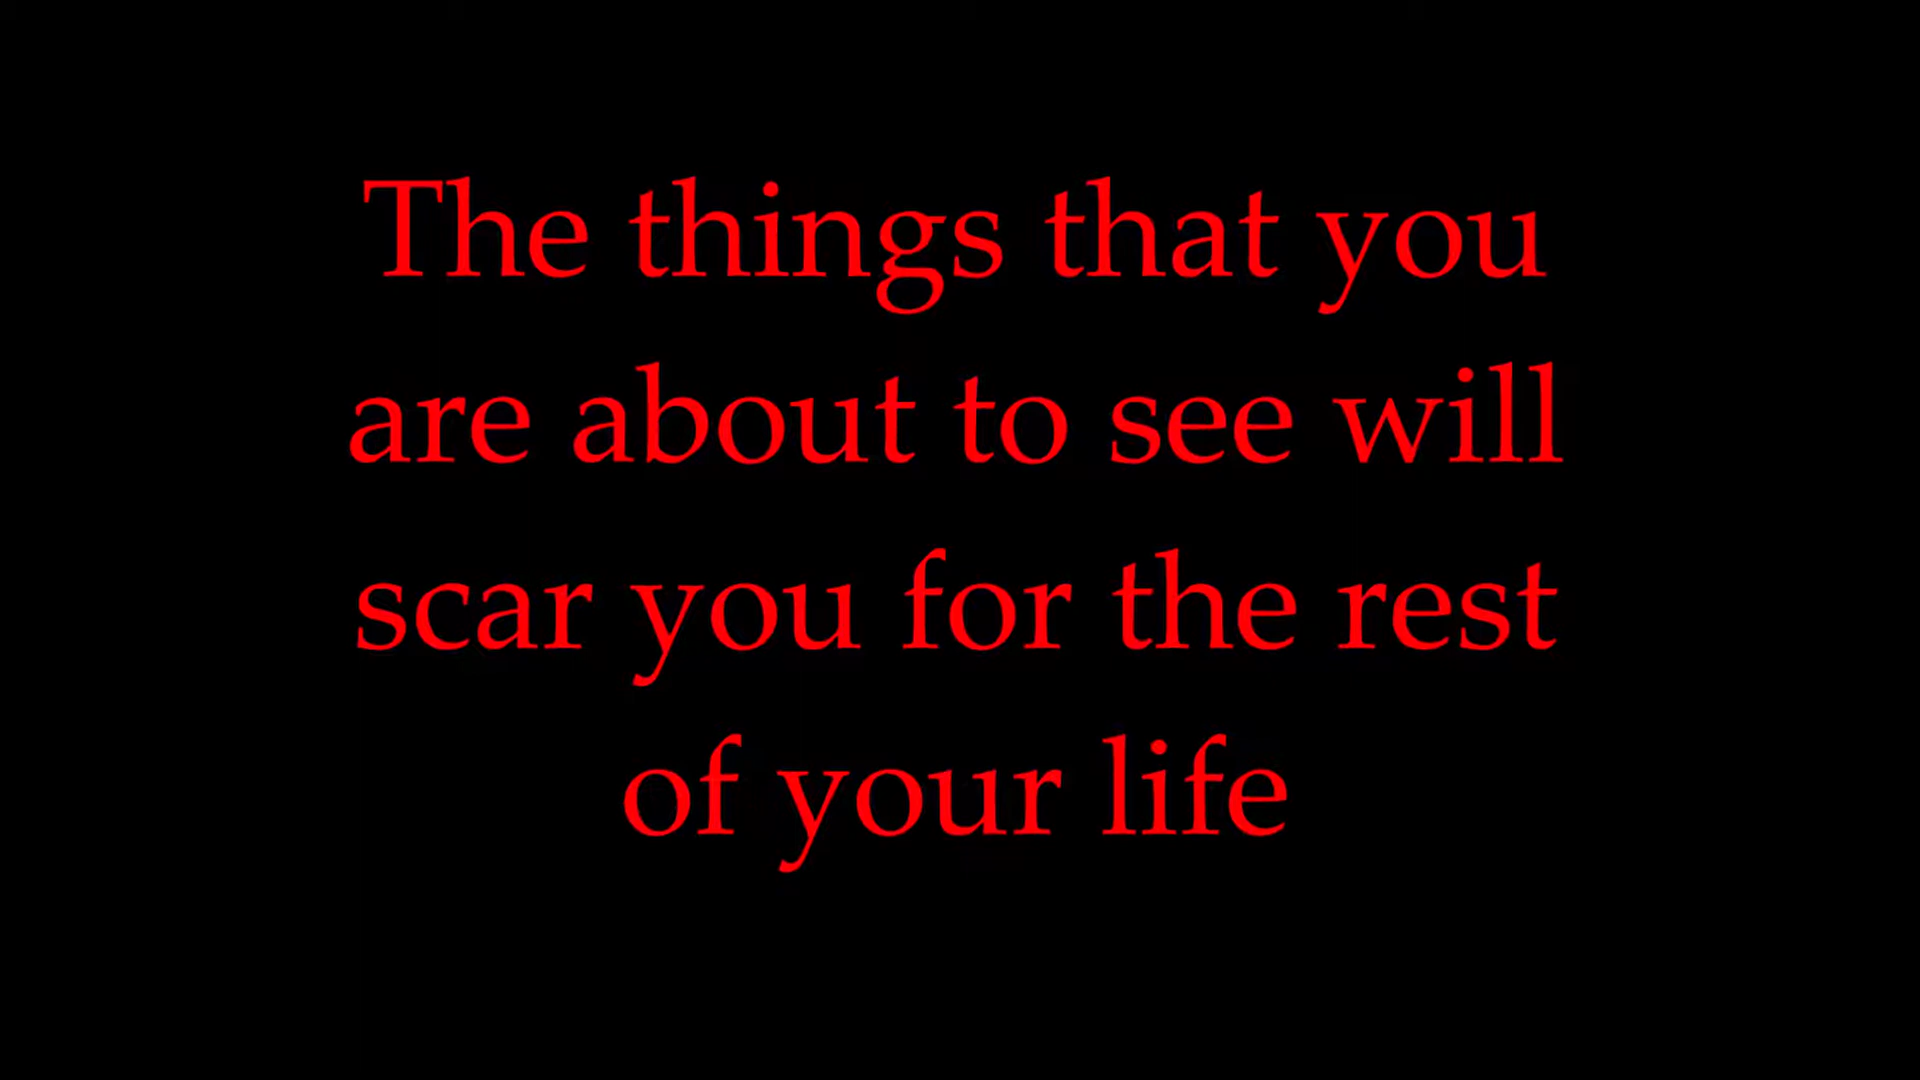 The things that you
are about to see will
scar you for the rest
of your life